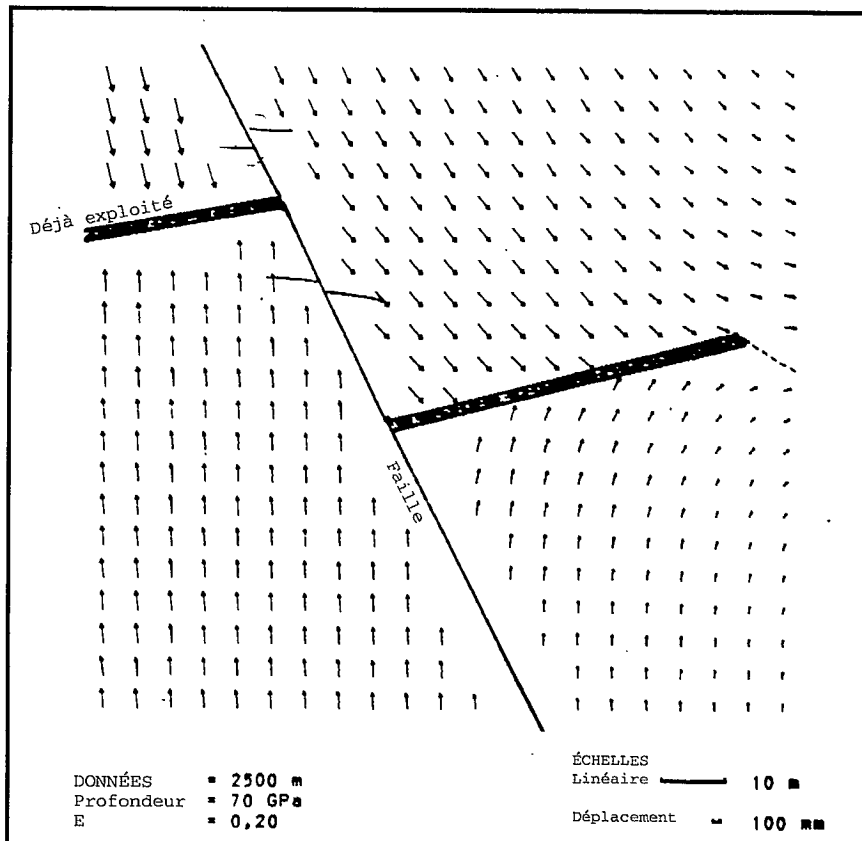 Déjà exploité
Faille
DONNÉES = 2500 m
Profondeur = 70 GPa
E = 0,20
ÉCHELLES
Linéaire 10 m
Déplacement 100 mm